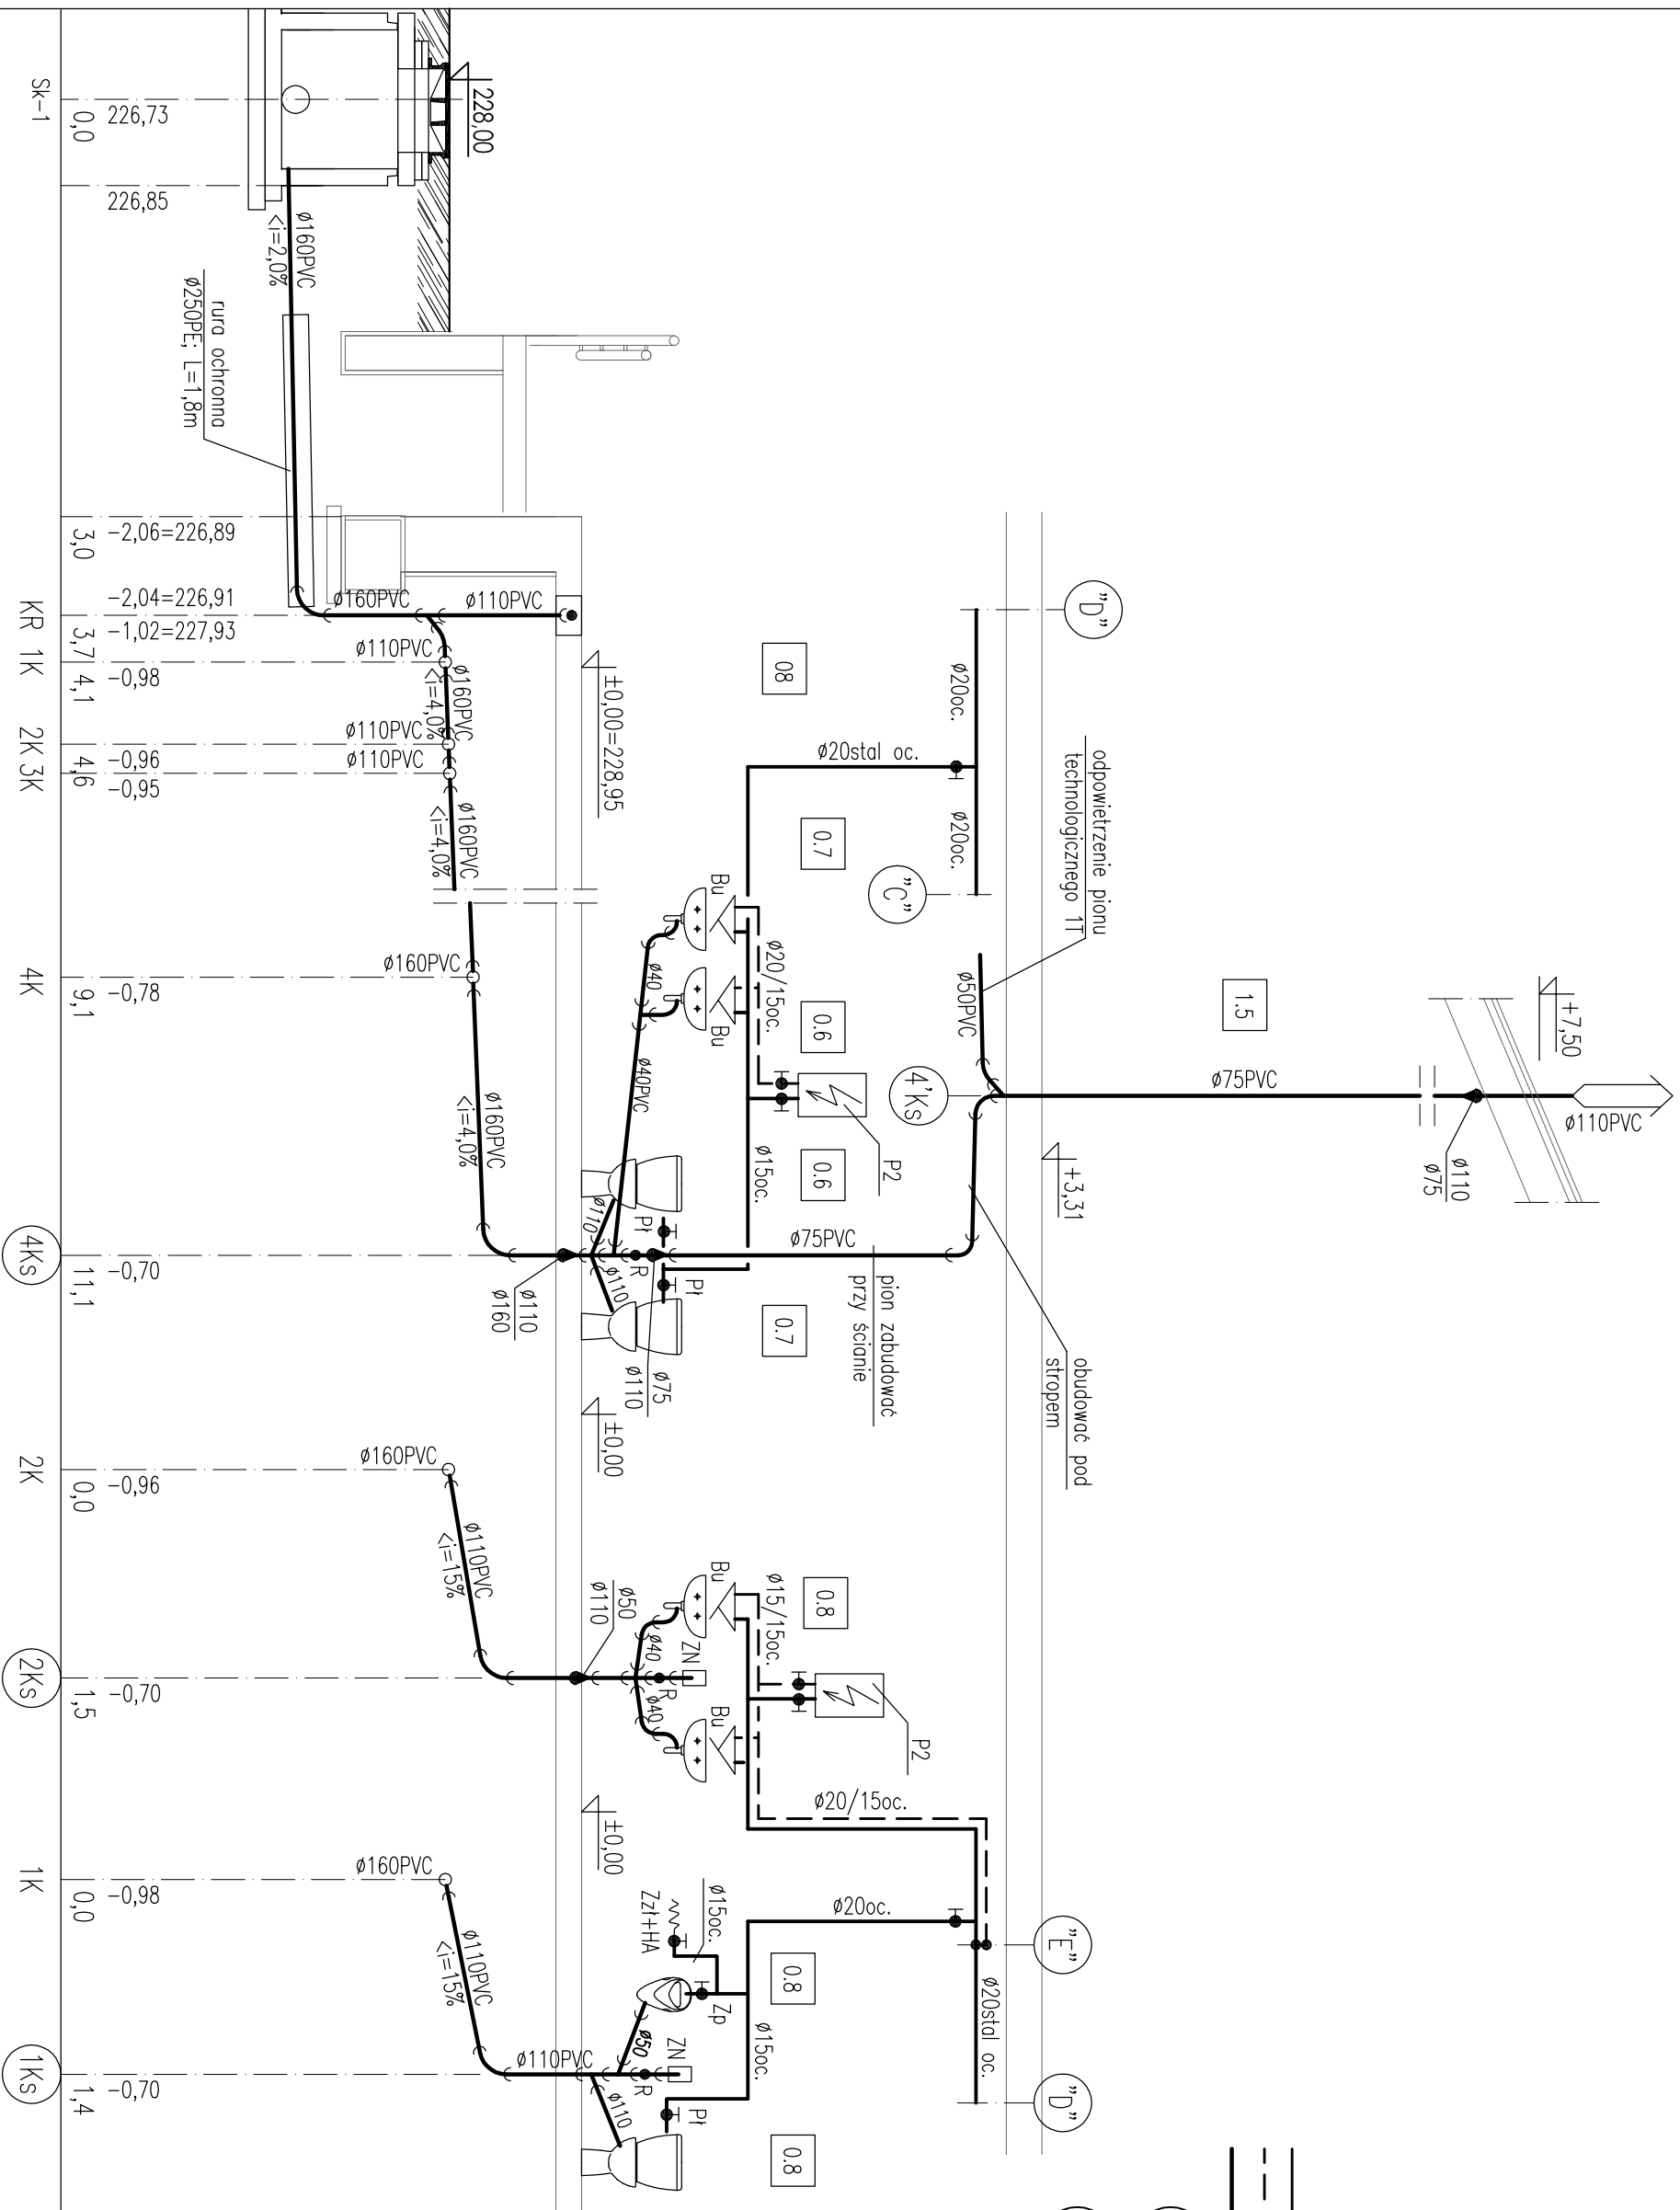 Sk-1
0,0
226,73
226,85
228,00
ø160PVC
<i=2,0%
rura ochronna
ø250PE; L=1,8m
3,0
-2,06=226,89
-2,04=226,91
-1,02=227,93
KR
3,7
1K
4,1
-0,98
2K
3K
4,6
-0,96
-0,95
ø160PVC
ø110PVC
ø110PVC
ø160PVC
<i=4,0%
ø110PVC
ø110PVC
ø160PVC
<i=4,0%
±0,00=228,95
08
"D"
ø20oc.
ø20stal oc.
ø20oc.
0.7
"C"
odpowietrzenie pionu
technologicznego 1T
ø50PVC
Bu
Bu
ø20/15oc.
0.6
ø40
ø40PVC
4K
9,1
-0,78
ø160PVC
ø160PVC
<i=4,0%
4'Ks
P2
0.6
ø15oc.
1.5
+7,50
ø75PVC
ø110PVC
ø110
ø75
+3,31
4Ks
11,1
-0,70
ø110
Pł
R
ø110
Pł
ø75PVC
pion zabudować
przy ścianie
obudować pod
stropem
ø110
ø160
ø75
ø110
0.7
±0,00
2K
0,0
-0,96
ø160PVC
ø110PVC
<i=15%
ø50
ø110
Bu
ø15/15oc.
0.8
ø40
ZN
R
ø40
Bu
P2
2Ks
1,5
-0,70
ø20/15oc.
±0,00
1K
0,0
-0,98
ø160PVC
ø110PVC
<i=15%
Zzł+HA
ø15oc.
ø20oc.
"E"
0.8
Zp
ø20stal oc.
ø50
ZN
ø15oc.
ø110PVC
R
ø110
Pł
"D"
0.8
1Ks
1,4
-0,70